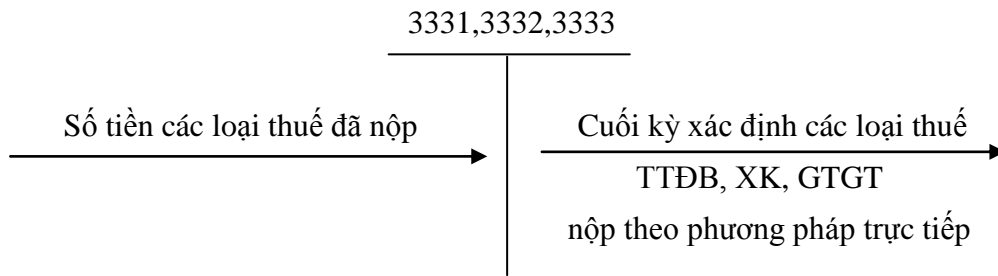 3331,3332,3333
Số tiền các loại thuế đã nộp
Cuối kỳ xác định các loại thuế
TTĐB, XK, GTGT
nộp theo phương pháp trực tiếp